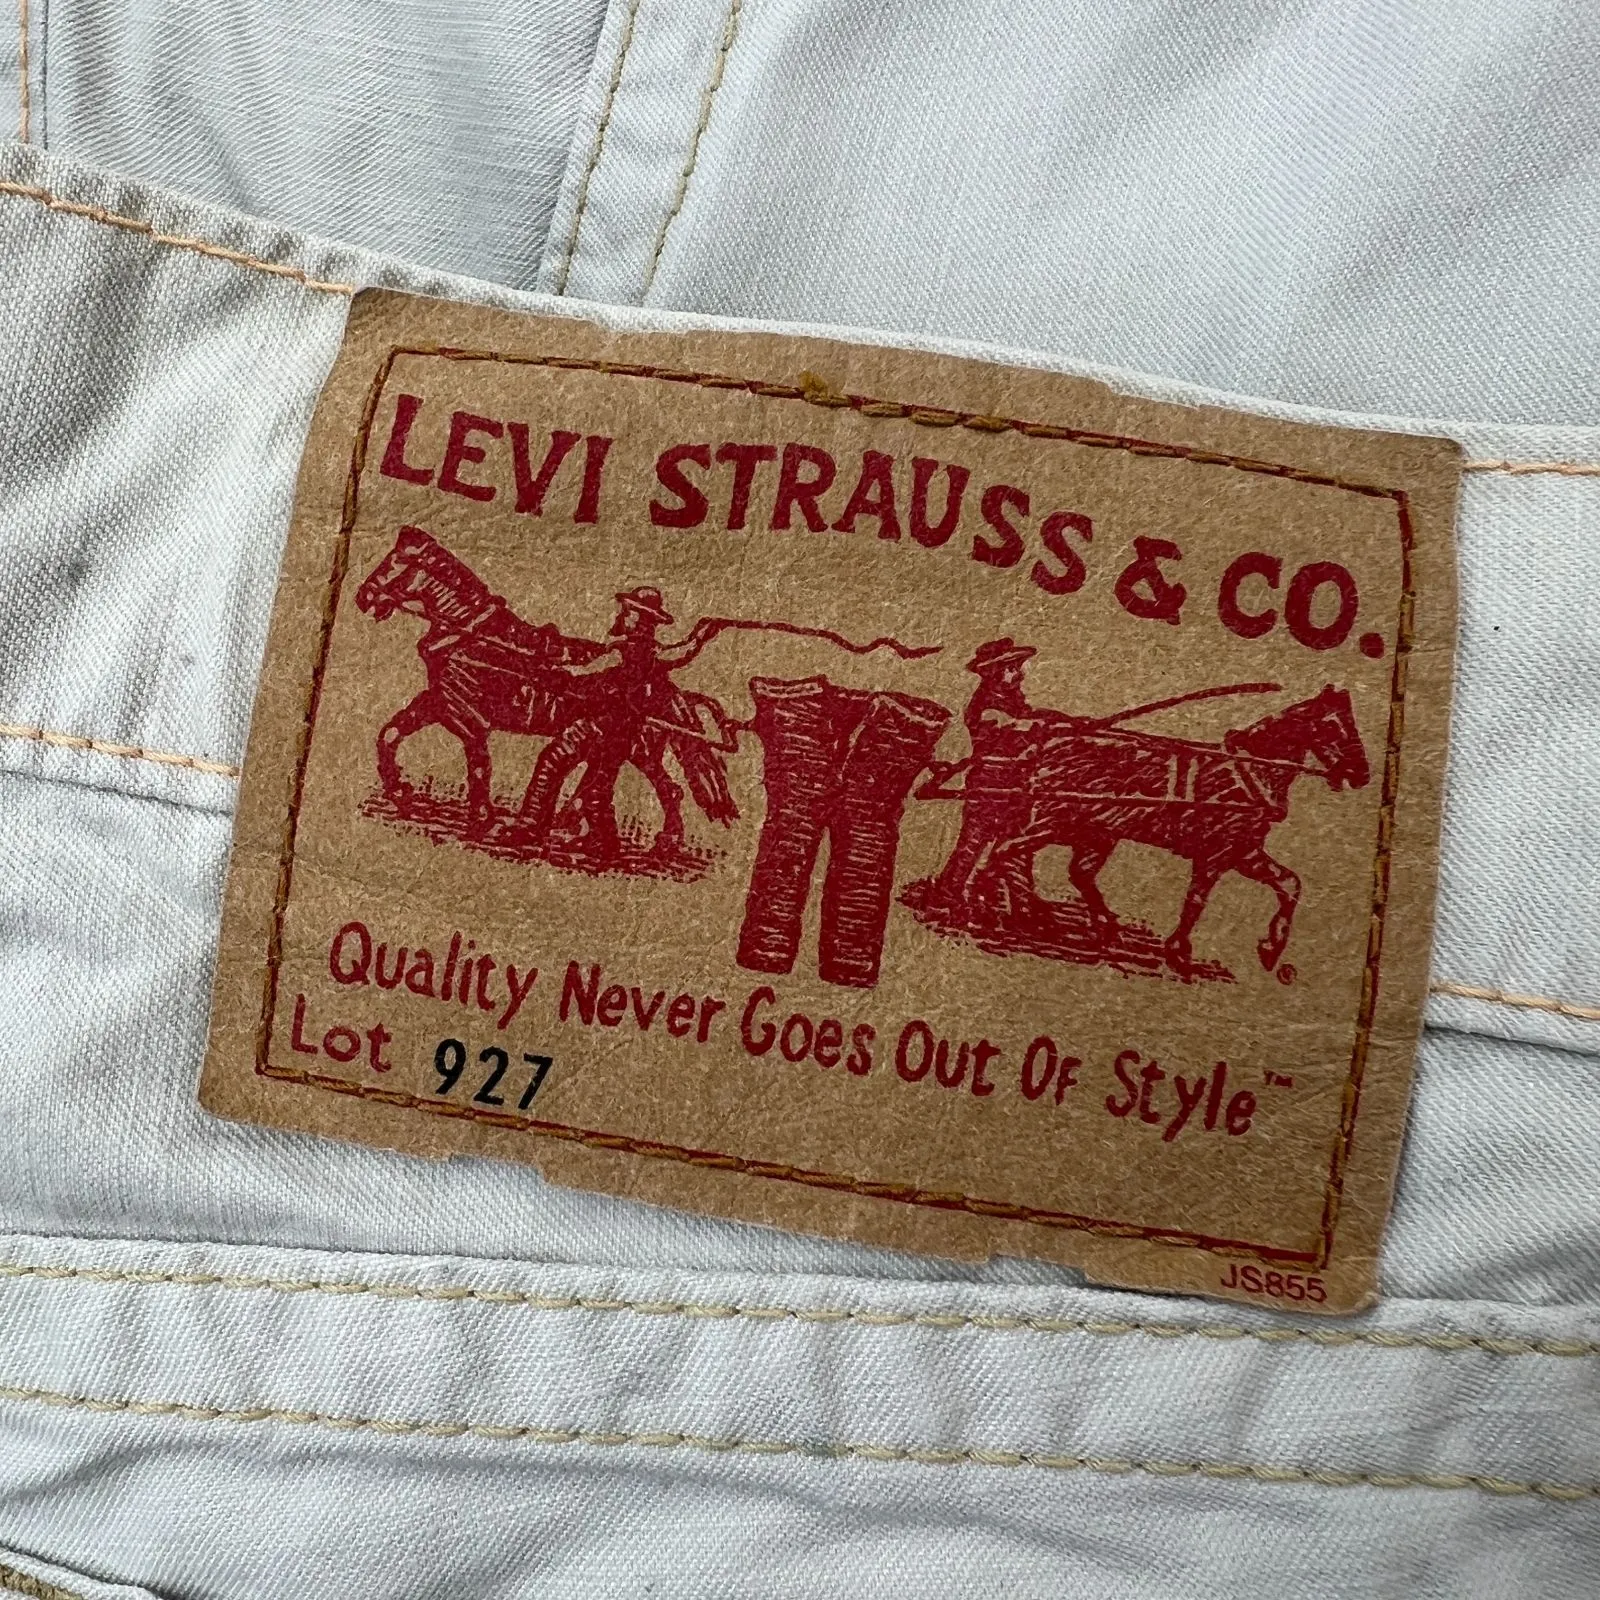 LEVI STRAUSS & CO.
®
Quality Never Goes Out Of Style™
Lot 927
JS855